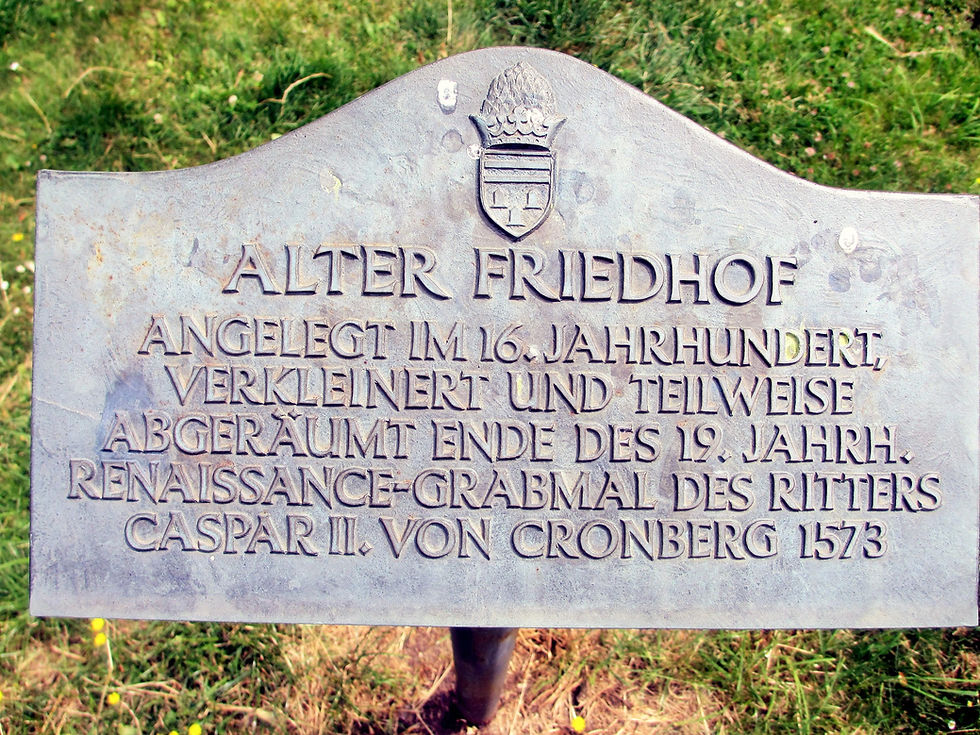 ALTER FRIEDHOF
ANGELEGT IM 16. JAHRHUNDERT,
VERKLEINERT UND TEILWEISE
ABGERÄUMT ENDE DES 19. JAHRH.
RENAISSANCE-GRABMAL DES RITTERS
CASPAR II. VON CRONBERG 1573